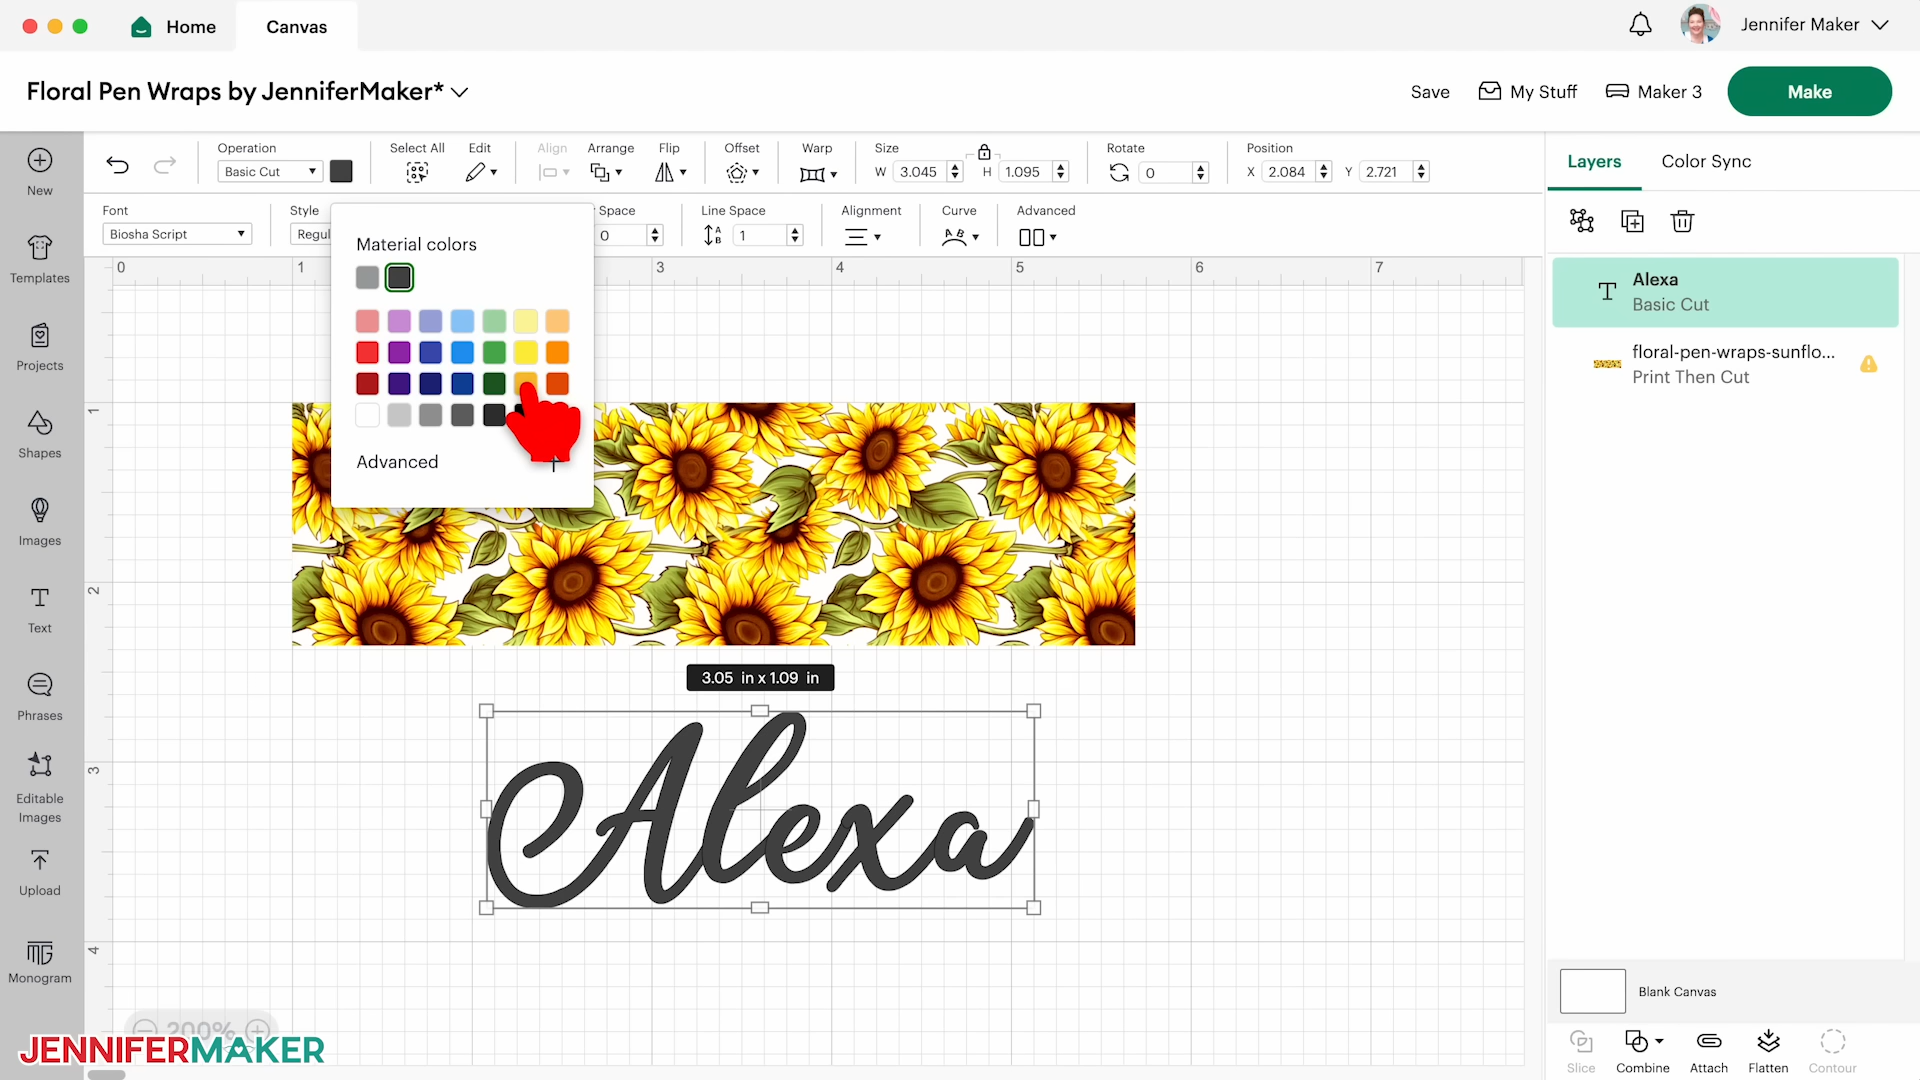 Home
Canvas
Jennifer Maker
Floral Pen Wraps by JenniferMaker*
Save
My Stuff
Maker 3
Make
Operation
Select All
Edit
Align
Arrange
Flip
Offset
Warp
Size
Rotate
Position
Basic Cut
W 3.045
H 1.095
0
X 2.084
Y 2.721
Font
Style
Space
Line Space
Alignment
Curve
Advanced
Biosha Script
Regul
0
1
New
Templates
Projects
Shapes
Images
Text
Phrases
Editable
Images
Upload
Monogram
Material colors
Advanced
0 1 3 4 5 6 7
1
2
3
4
3.05 in x 1.09 in
Alexa
200%
JENNIFERMAKER
Layers
Color Sync
Alexa
Basic Cut
floral-pen-wraps-sunflo...
Print Then Cut
Blank Canvas
Slice
Combine
Attach
Flatten
Contour